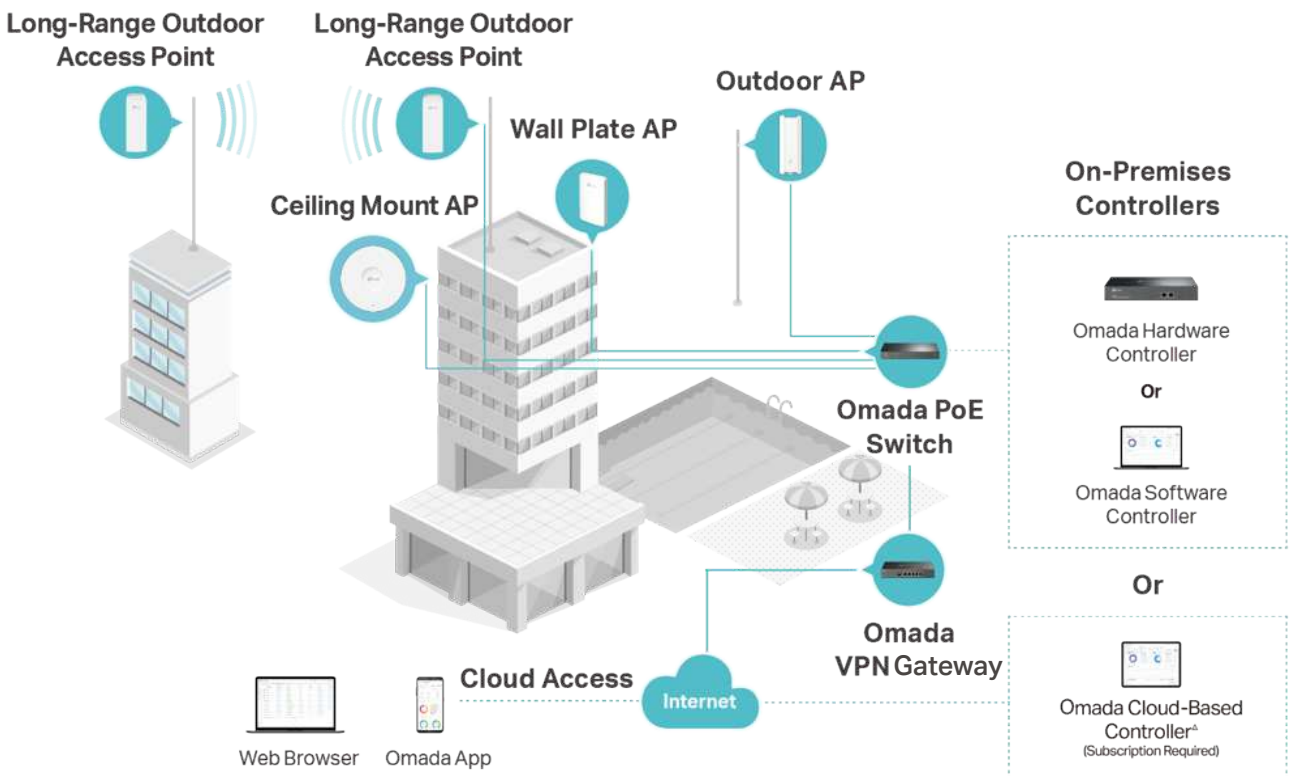 Long-Range Outdoor
Access Point
Long-Range Outdoor
Access Point
Outdoor AP
Wall Plate AP
Ceiling Mount AP
On-Premises
Controllers
Omada Hardware
Controller
Or
Omada Software
Controller
Omada PoE
Switch
Or
Omada
VPN Gateway
Cloud Access
Internet
Omada Cloud-Based
Controller△
(Subscription Required)
Web Browser
Omada App